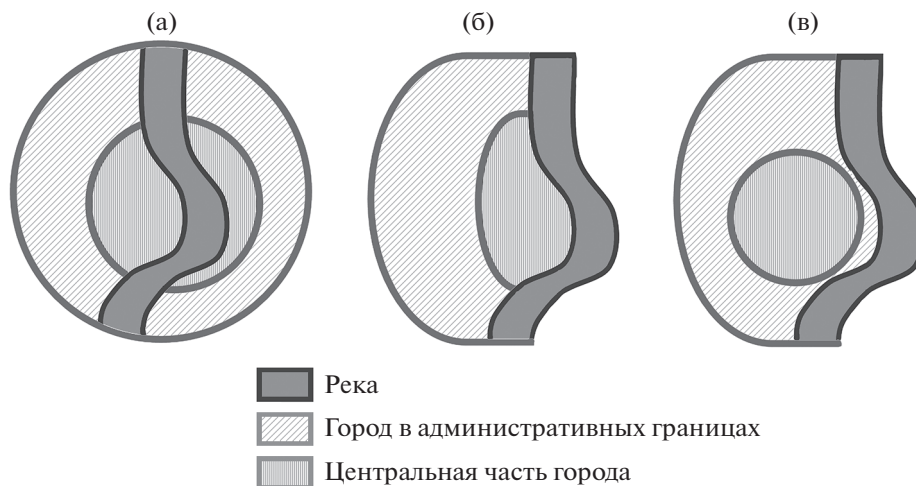 (а) (б) (в)
Река
Город в административных границах
Центральная часть города